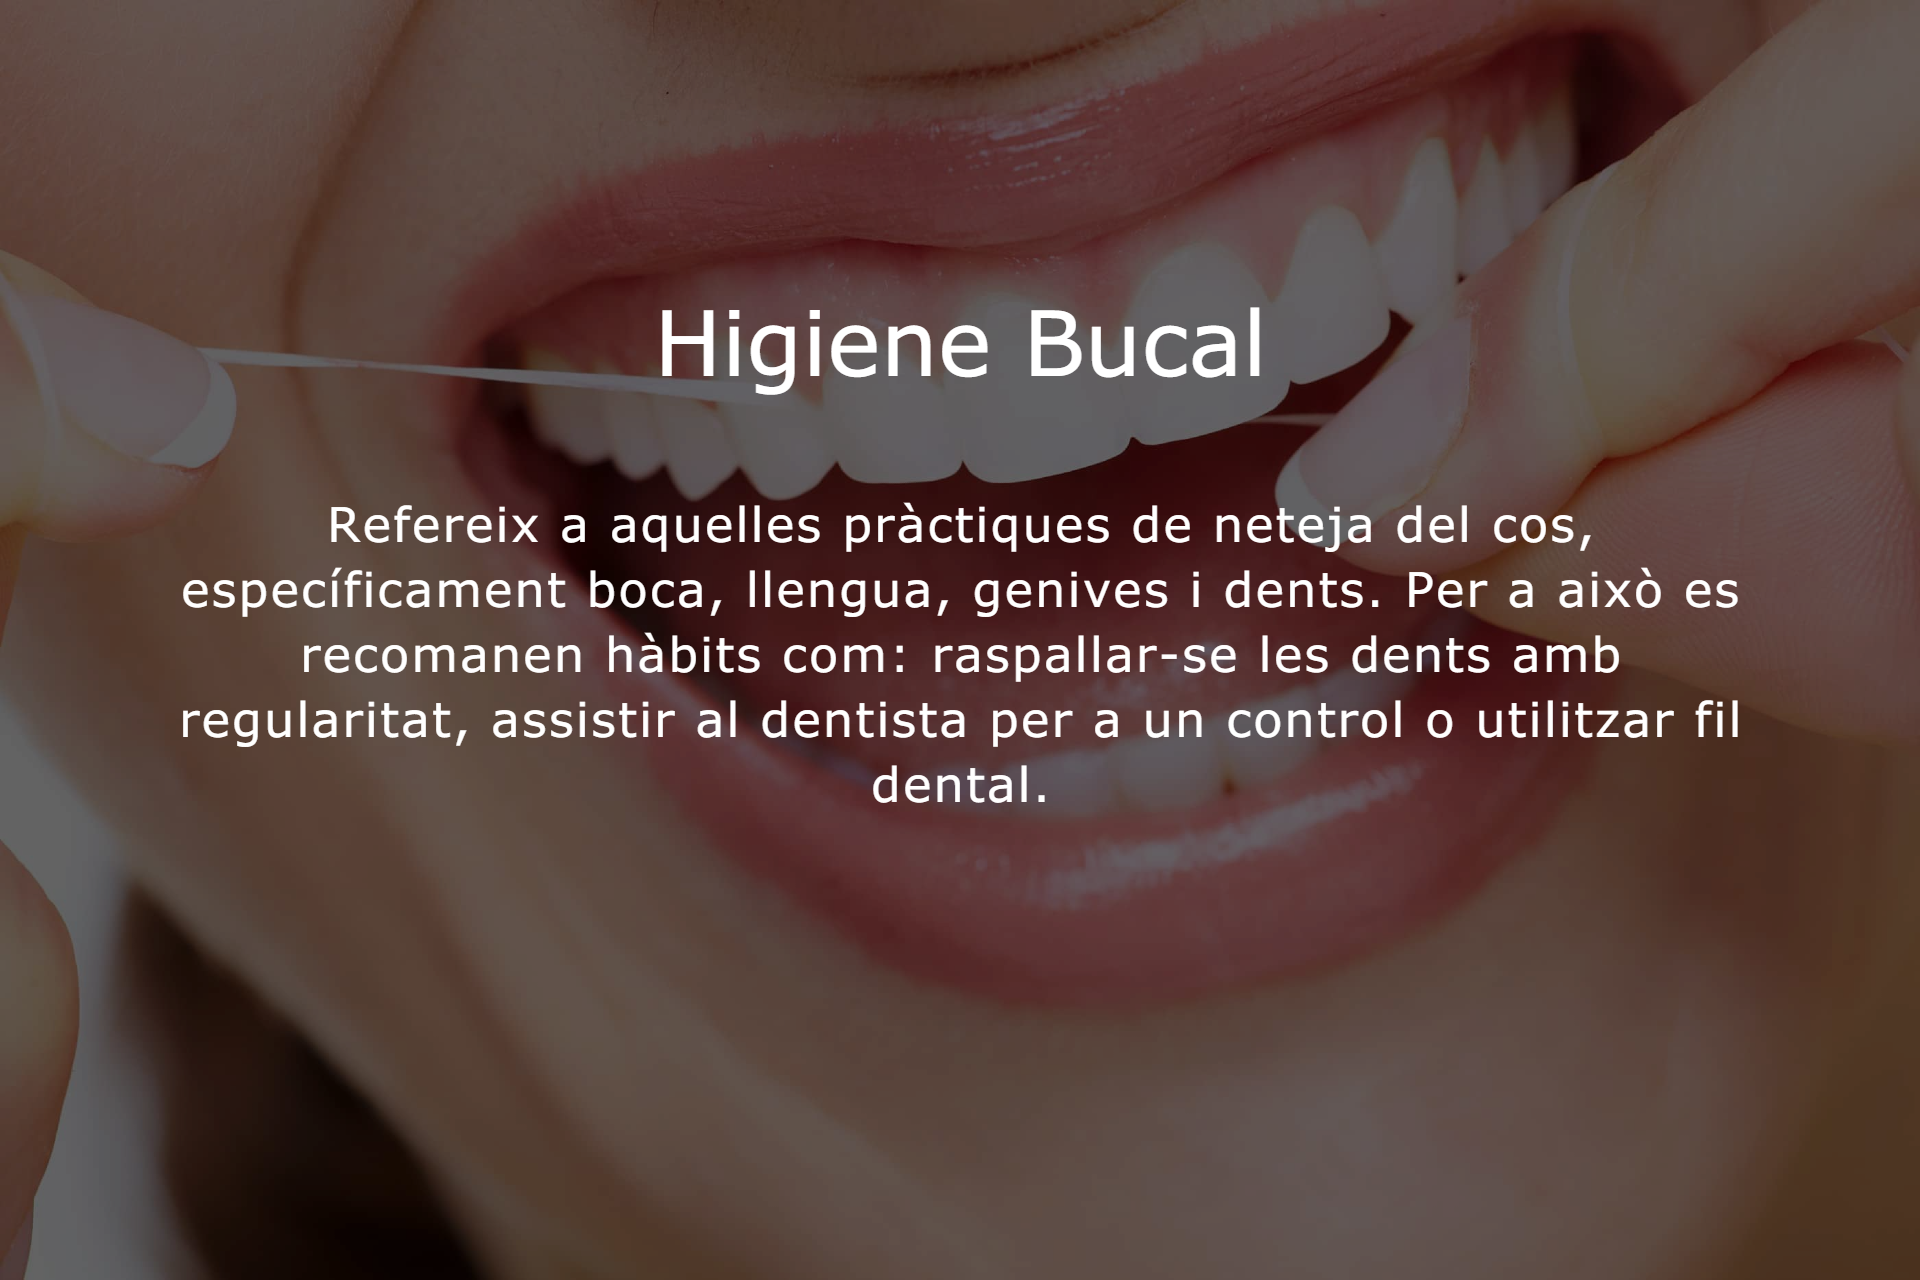 Higiene Bucal
Refereix a aquelles pràctiques de neteja del cos,
específicament boca, llengua, genives i dents. Per a això es
recomanen hàbits com: raspallar-se les dents amb
regularitat, assistir al dentista per a un control o utilitzar fil
dental.